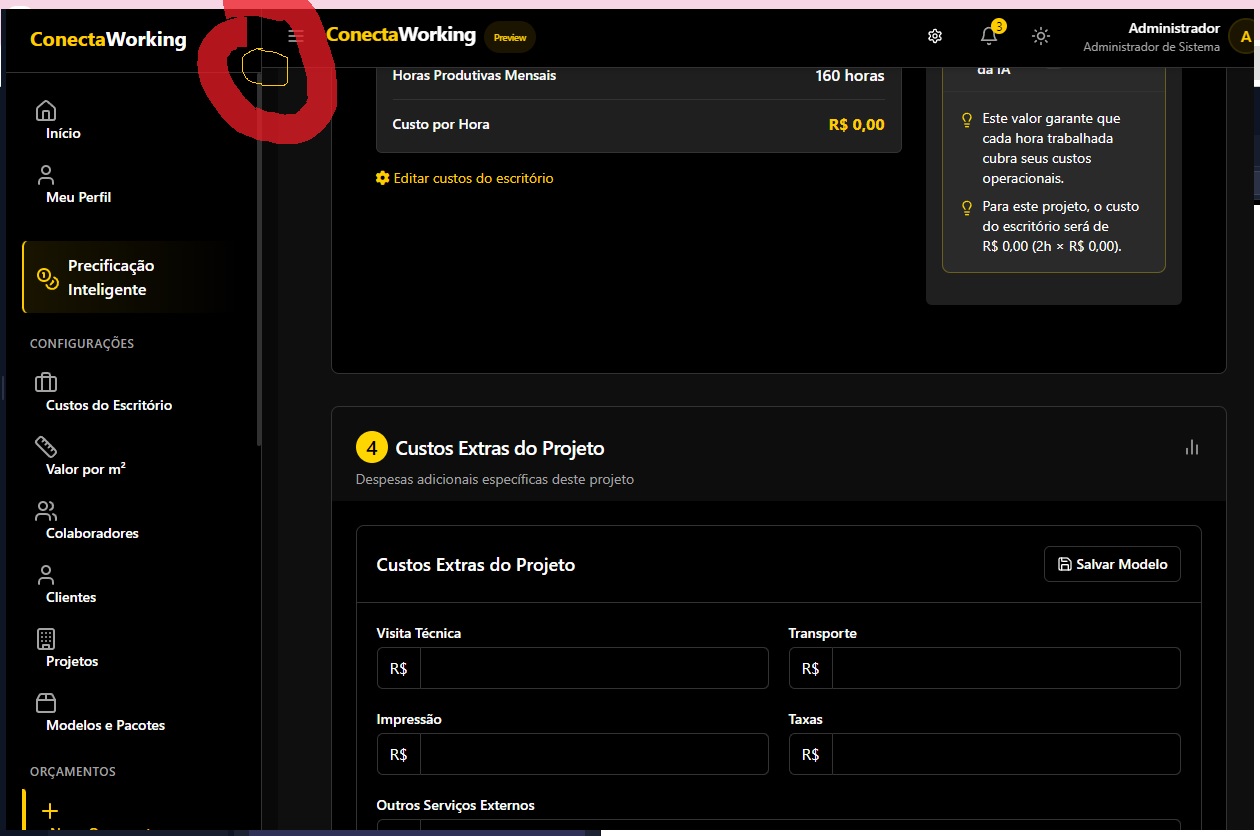 ConectaWorking
Início
Meu Perfil
Precificação
Inteligente
CONFIGURAÇÕES
Custos do Escritório
Valor por m²
Colaboradores
Clientes
Projetos
Modelos e Pacotes
ORÇAMENTOS
ConectaWorking
Preview
3
Administrador
Administrador de Sistema
A
Horas Produtivas Mensais 160 horas
Custo por Hora R$ 0,00
Editar custos do escritório
da IA
Este valor garante que
cada hora trabalhada
cubra seus custos
operacionais.
Para este projeto, o custo
do escritório será de
R$ 0,00 (2h × R$ 0,00).
4 Custos Extras do Projeto
Despesas adicionais específicas deste projeto
Custos Extras do Projeto
Salvar Modelo
Visita Técnica Transporte
R$ R$
Impressão Taxas
R$ R$
Outros Serviços Externos